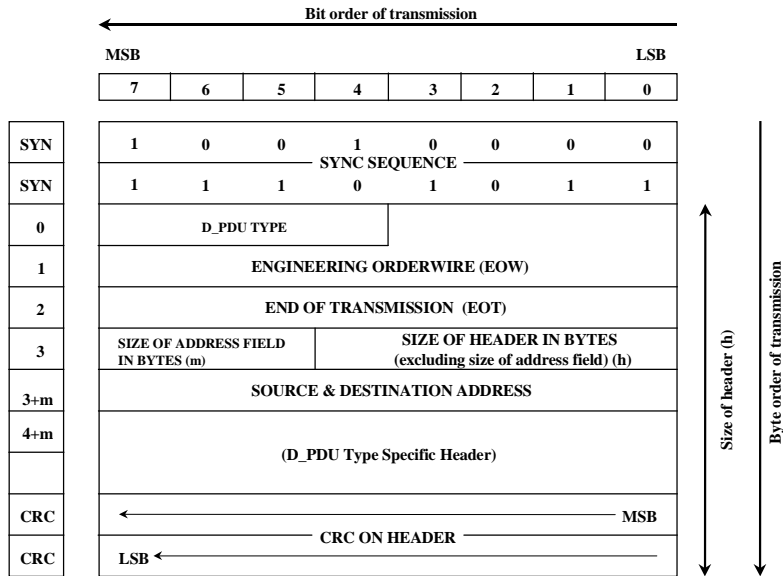 Bit order of transmission
MSB LSB
7 6 5 4 3 2 1 0
SYN 1 0 0 1 0 0 0 0
SYNC SEQUENCE
SYN 1 1 1 0 1 0 1 1
0 D_PDU TYPE
1 ENGINEERING ORDERWIRE (EOW)
2 END OF TRANSMISSION (EOT)
3 SIZE OF ADDRESS FIELD
IN BYTES (m)
SIZE OF HEADER IN BYTES
(excluding size of address field) (h)
3+m SOURCE & DESTINATION ADDRESS
4+m
(D_PDU Type Specific Header)
CRC MSB
CRC ON HEADER
CRC LSB
Size of header (h)
Byte order of transmission